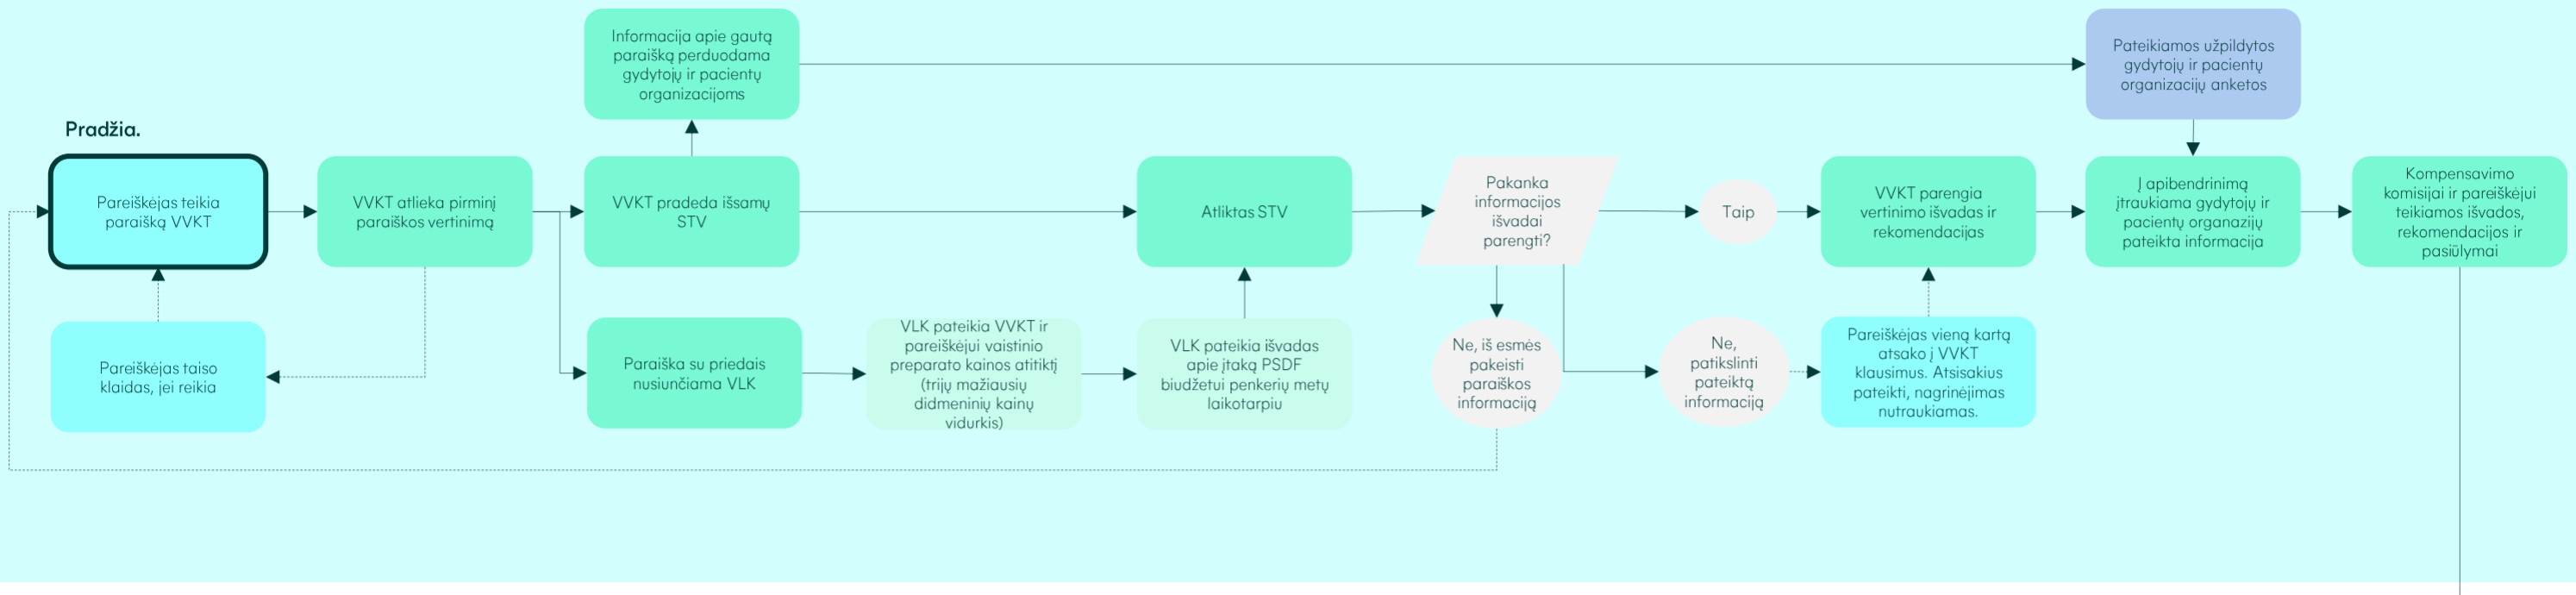 Informacija apie gautą
paraišką perduodama
gydytojų ir pacientų
organizacijoms
Pateikiamos užpildytos
gydytojų ir pacientų
organizacijų anketos
Pradžia.
Pareiškėjas teikia
paraišką VVKT
VVKT atlieka pirminį
paraiškos vertinimą
VVKT pradeda išsamų
STV
Atliktas STV
Pakanka
informacijos
išvadai
parengti?
Taip
VVKT parengia
vertinimo išvadas ir
rekomendacijas
Į apibendrinimą
įtraukiama gydytojų ir
pacientų organazijų
pateikta informacija
Kompensavimo
komisijai ir pareiškėjui
teikiamos išvados,
rekomendacijos ir
pasiūlymai
Pareiškėjas taiso
klaidas, jei reikia
Paraiška su priedais
nusiunčiama VLK
VLK pateikia VVKT ir
pareiškėjui vaistinio
preparato kainos atitiktį
(trijų mažiausių
didmeninių kainų
vidurkis)
VLK pateikia išvadas
apie įtaką PSDF
biudžetui penkerių metų
laikotarpiu
Ne, iš esmės
pakeisti
paraiškos
informaciją
Ne,
patikslinti
pateiktą
informaciją
Pareiškėjas vieną kartą
atsako į VVKT
klausimus. Atsisakius
pateikti, nagrinėjimas
nutraukiamas.